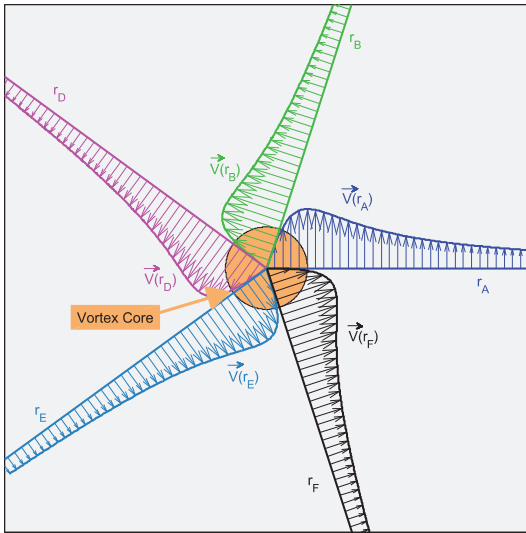 r_B
r_D
V⃗(r_B)
V⃗(r_A)
V⃗(r_D)
r_A
Vortex Core
V⃗(r_F)
V⃗(r_E)
r_E
r_F